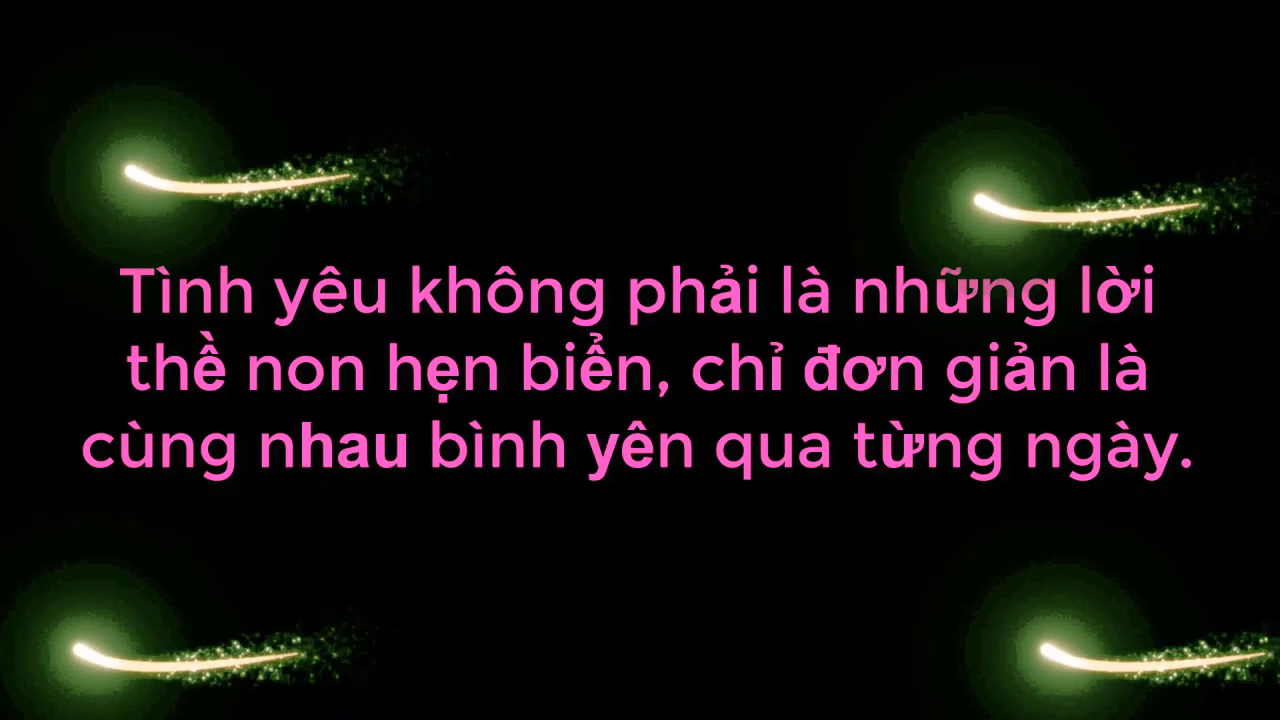 Tình yêu không phải là những lời
thề non hẹn biển, chỉ đơn giản là
cùng nhau bình yên qua từng ngày.